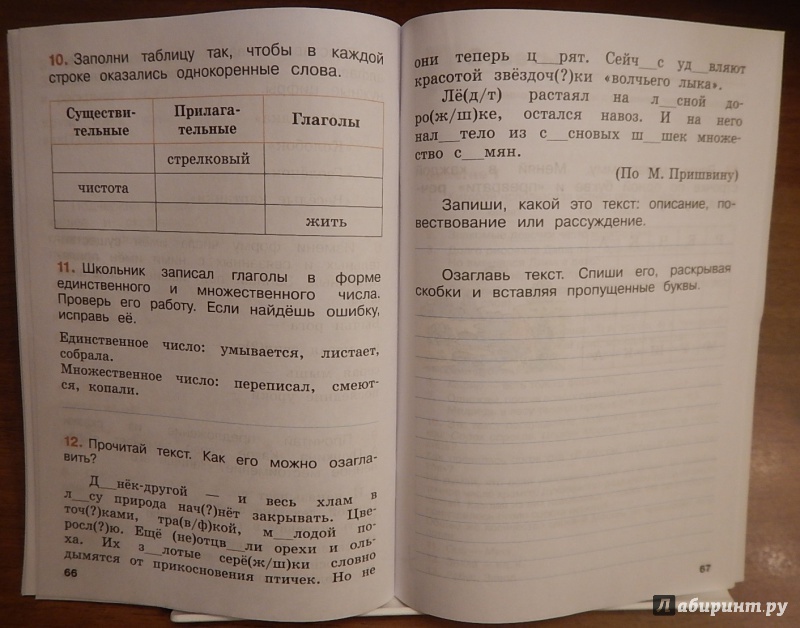 10. Заполни таблицу так, чтобы в каждой
строке оказались однокоренные слова.
Существи-
тельные
Прилага-
тельные
Глаголы
стрелковый
чистота
жить
11. Школьник записал глаголы в форме
единственного и множественного числа.
Проверь его работу. Если найдёшь ошибку,
исправь её.
Единственное число: умывается, листает,
собрала.
Множественное число: переписал, смеют-
ся, копали.
12. Прочитай текст. Как его можно озагла-
вить?
Д__нёк-другой — и весь хлам в
л__су природа нач(?)нёт закрывать. Цве-
точ(?)ками, тра(в/ф)кой, м__лодой по-
росл(?)ю. Ещё (не)отцв__ли орехи и оль-
ха. Их з__лотые серё(ж/ш)ки словно
дымятся от прикосновения птичек. Но не
66
они теперь ц__рят. Сейч__с уд__вляют
красотой звёздоч(?)ки «волчьего лыка».
Лё(д/т) растаял на л__сной до-
ро(ж/ш)ке, остался навоз. И на него
нал__тело из с__сновых ш__шек множе-
ство с__мян.
(По М. Пришвину)
Запиши, какой это текст: описание, по-
вествование или рассуждение.
Озаглавь текст. Спиши его, раскрывая
скобки и вставляя пропущенные буквы.
67
Лабиринт.ру